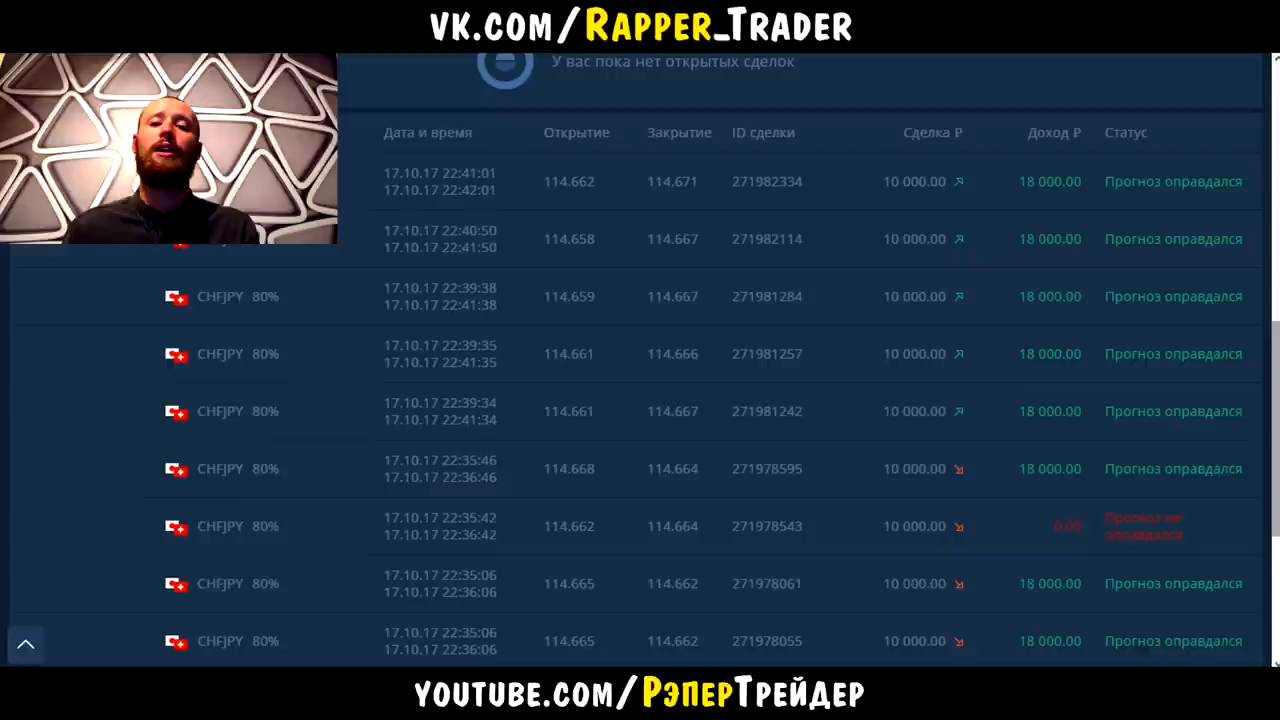 vk.com/Rapper_Trader
У вас пока нет открытых сделок
Дата и время Открытие Закрытие ID сделки Сделка ₽ Доход ₽ Статус
17.10.17 22:41:01
17.10.17 22:42:01
114.662 114.671 271982334 10 000.00 18 000.00 Прогноз оправдался
17.10.17 22:40:50
17.10.17 22:41:50
114.658 114.667 271982114 10 000.00 18 000.00 Прогноз оправдался
CHFJPY 80%
17.10.17 22:39:38
17.10.17 22:41:38
114.659 114.667 271981284 10 000.00 18 000.00 Прогноз оправдался
CHFJPY 80%
17.10.17 22:39:35
17.10.17 22:41:35
114.661 114.666 271981257 10 000.00 18 000.00 Прогноз оправдался
CHFJPY 80%
17.10.17 22:39:34
17.10.17 22:41:34
114.661 114.667 271981242 10 000.00 18 000.00 Прогноз оправдался
CHFJPY 80%
17.10.17 22:35:46
17.10.17 22:36:46
114.668 114.664 271978595 10 000.00 18 000.00 Прогноз оправдался
CHFJPY 80%
17.10.17 22:35:42
17.10.17 22:36:42
114.662 114.664 271978543 10 000.00 0.00 Прогноз не
оправдался
CHFJPY 80%
17.10.17 22:35:06
17.10.17 22:36:06
114.665 114.662 271978061 10 000.00 18 000.00 Прогноз оправдался
CHFJPY 80%
17.10.17 22:35:06
17.10.17 22:36:06
114.665 114.662 271978055 10 000.00 18 000.00 Прогноз оправдался
youtube.com/РэперТрейдер